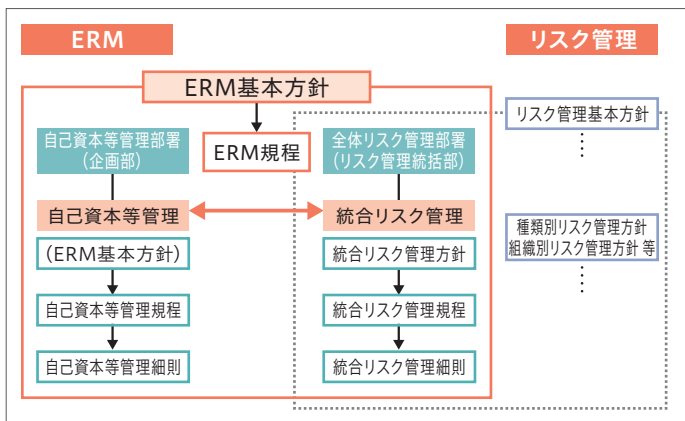 ERM
リスク管理
ERM基本方針
リスク管理基本方針
自己資本等管理部署
(企画部)
ERM規程
全体リスク管理部署
(リスク管理統括部)
自己資本等管理
統合リスク管理
種類別リスク管理方針
組織別リスク管理方針 等
(ERM基本方針)
統合リスク管理方針
自己資本等管理規程
統合リスク管理規程
自己資本等管理細則
統合リスク管理細則